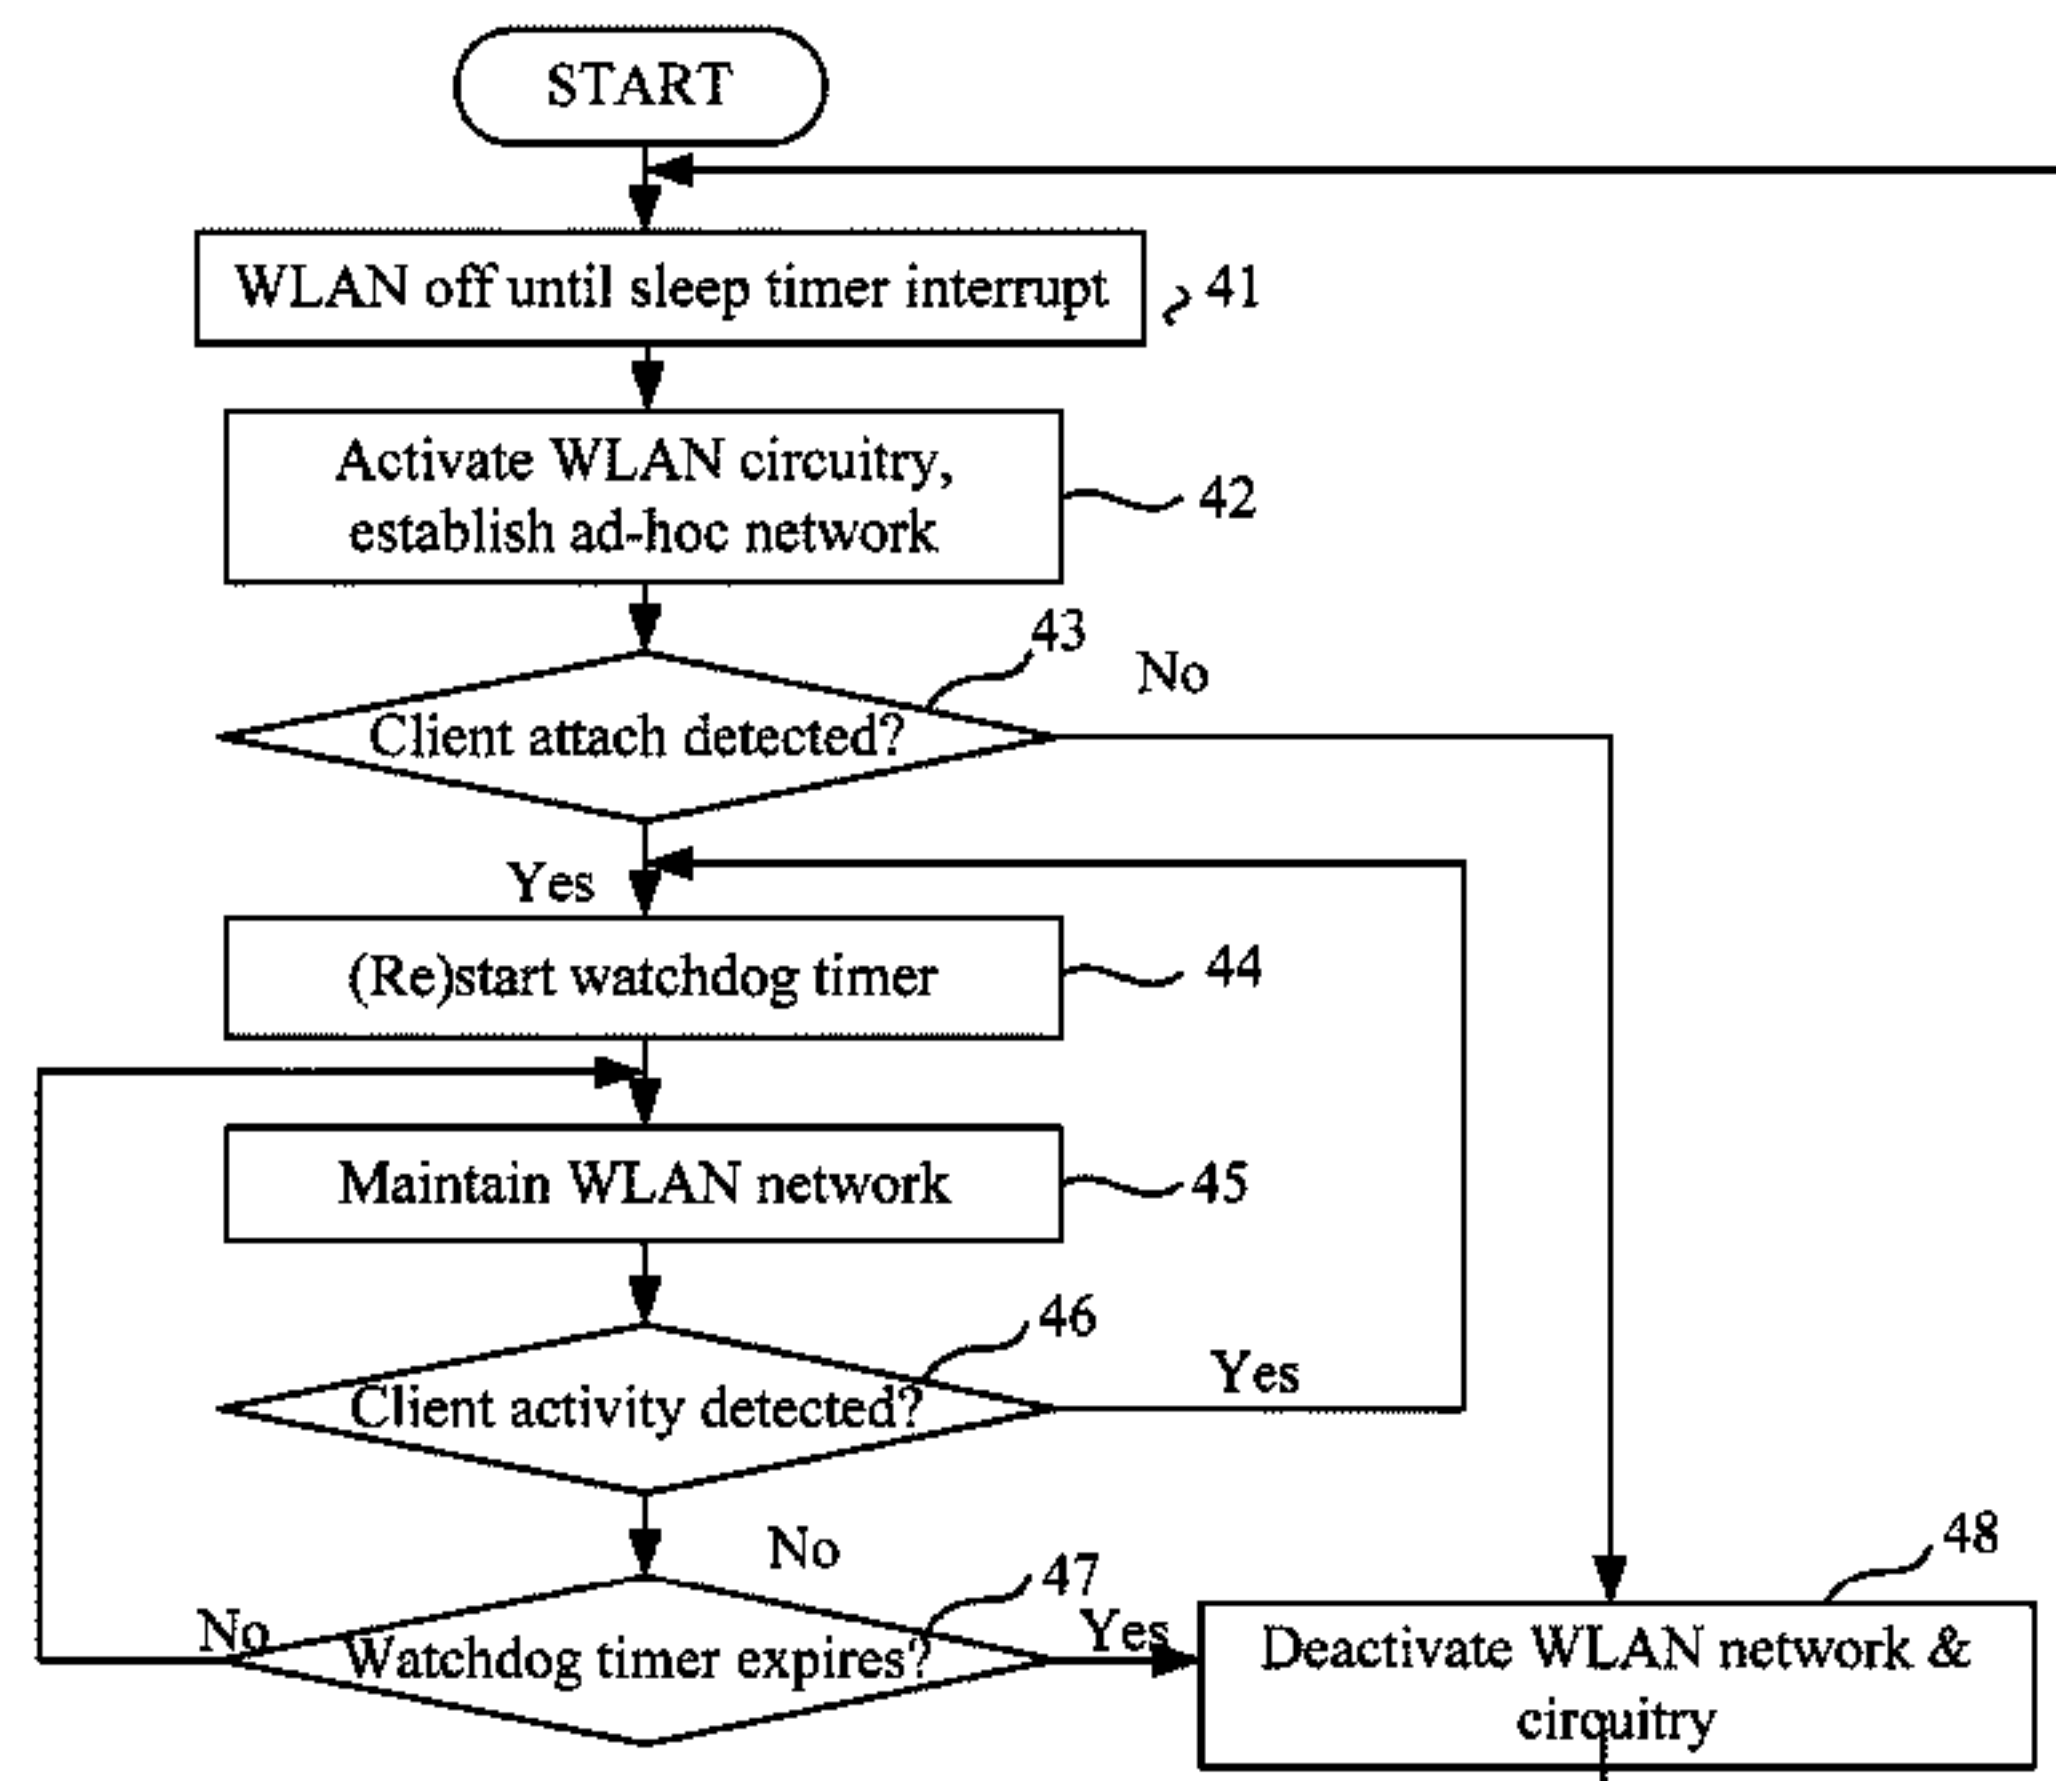 START
WLAN off until sleep timer interrupt
41
Activate WLAN circuitry,
establish ad-hoc network
42
43
No
Client attach detected?
Yes
(Re)start watchdog timer
44
Maintain WLAN network
45
46
Client activity detected?
Yes
No
47
48
No
Watchdog timer expires?
Yes
Deactivate WLAN network &
circuitry